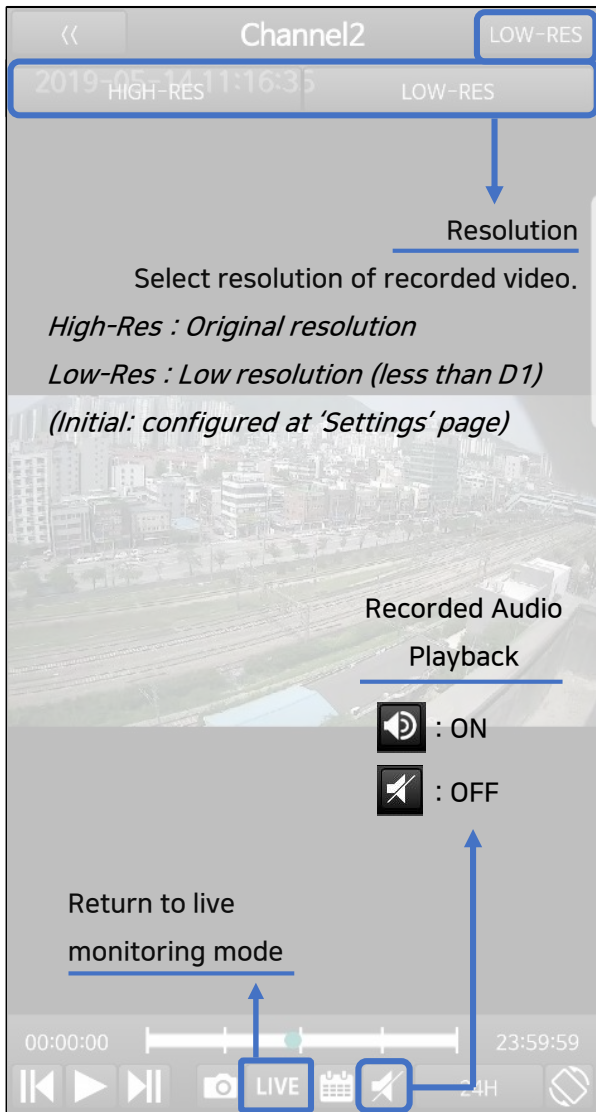 Channel2
LOW-RES
2019-05-14 11:16:35
HIGH-RES
LOW-RES
Resolution
Select resolution of recorded video.
High-Res : Original resolution
Low-Res : Low resolution (less than D1)
(Initial: configured at ‘Settings’ page)
Recorded Audio
Playback
: ON
: OFF
Return to live
monitoring mode
00:00:00
23:59:59
LIVE
24H